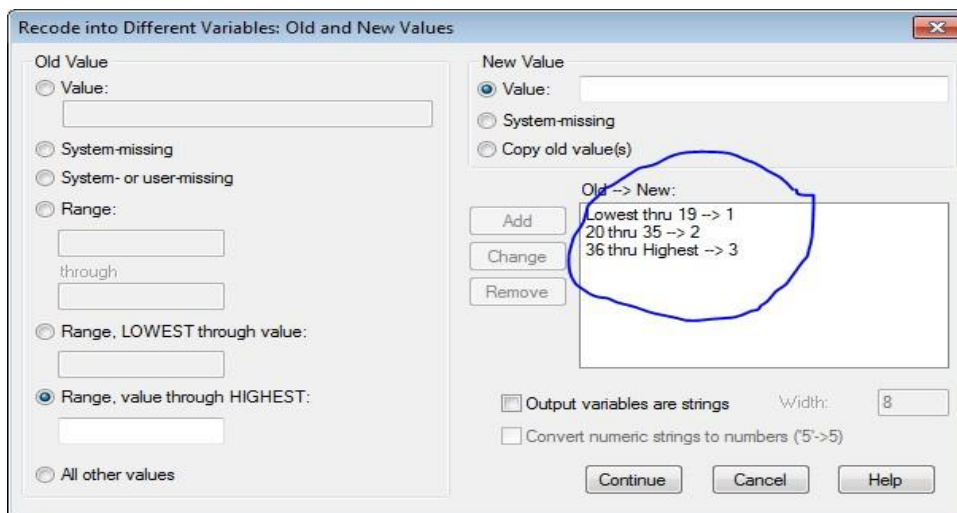 Recode into Different Variables: Old and New Values
Old Value
Value:
System-missing
System- or user-missing
Range:
through
Range, LOWEST through value:
Range, value through HIGHEST:
All other values
New Value
Value:
System-missing
Copy old value(s)
Old --> New:
Add
Change
Remove
Lowest thru 19 --> 1
20 thru 35 --> 2
36 thru Highest --> 3
Output variables are strings
Width:
8
Convert numeric strings to numbers ('5'->5)
Continue
Cancel
Help